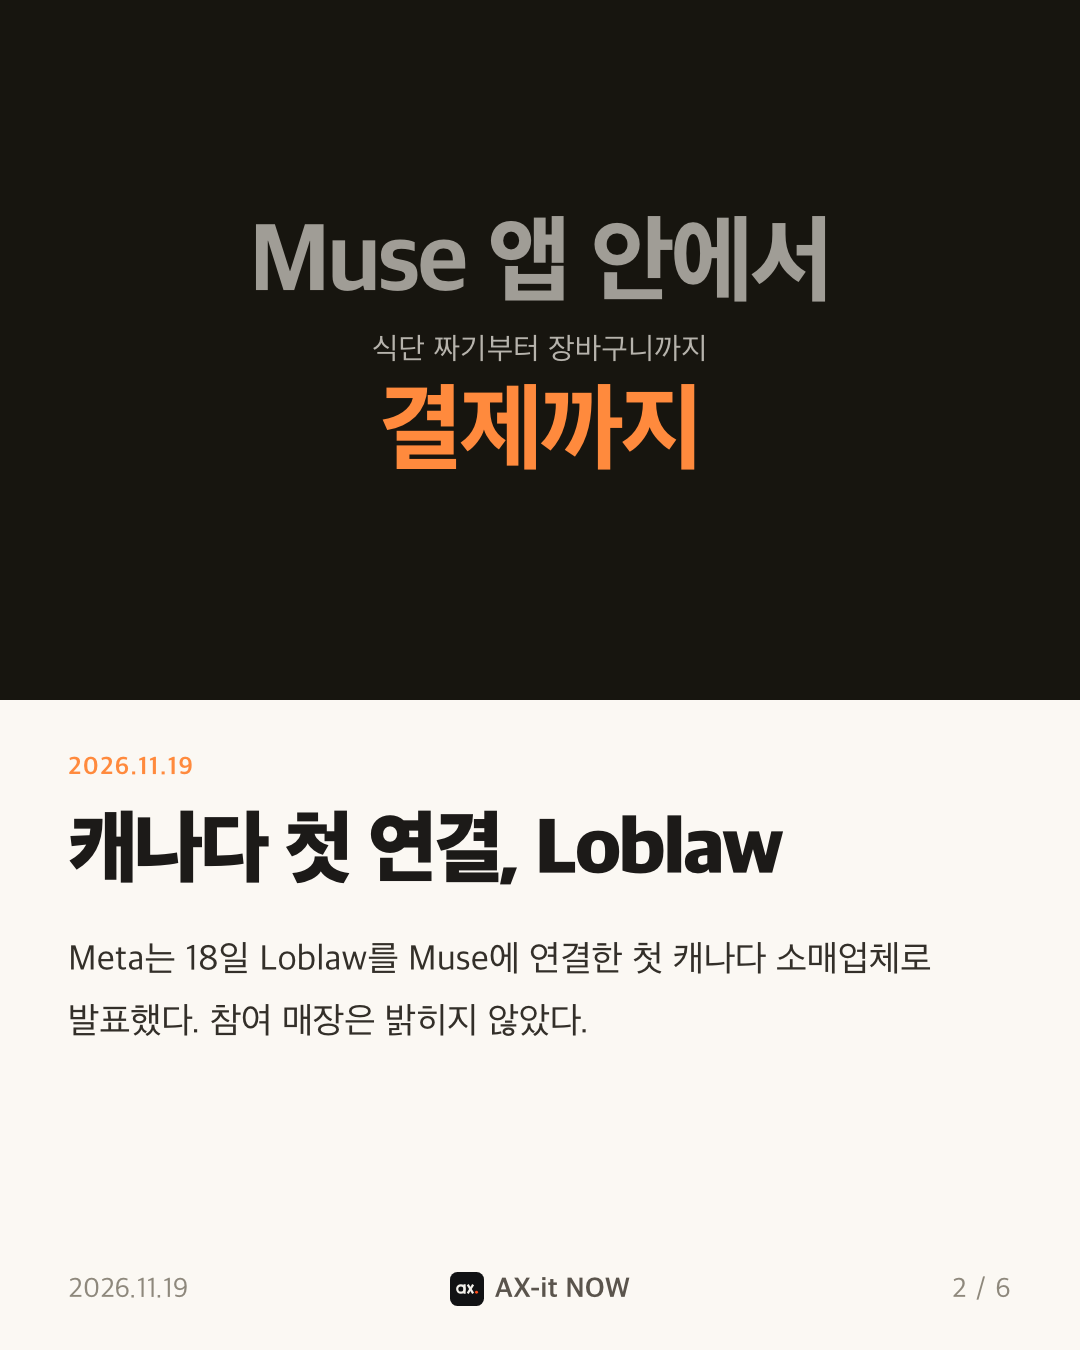 Muse 앱 안에서
식단 짜기부터 장바구니까지
결제까지
2026.11.19
캐나다 첫 연결, Loblaw
Meta는 18일 Loblaw를 Muse에 연결한 첫 캐나다 소매업체로
발표했다. 참여 매장은 밝히지 않았다.
2026.11.19
ax. AX-it NOW
2 / 6